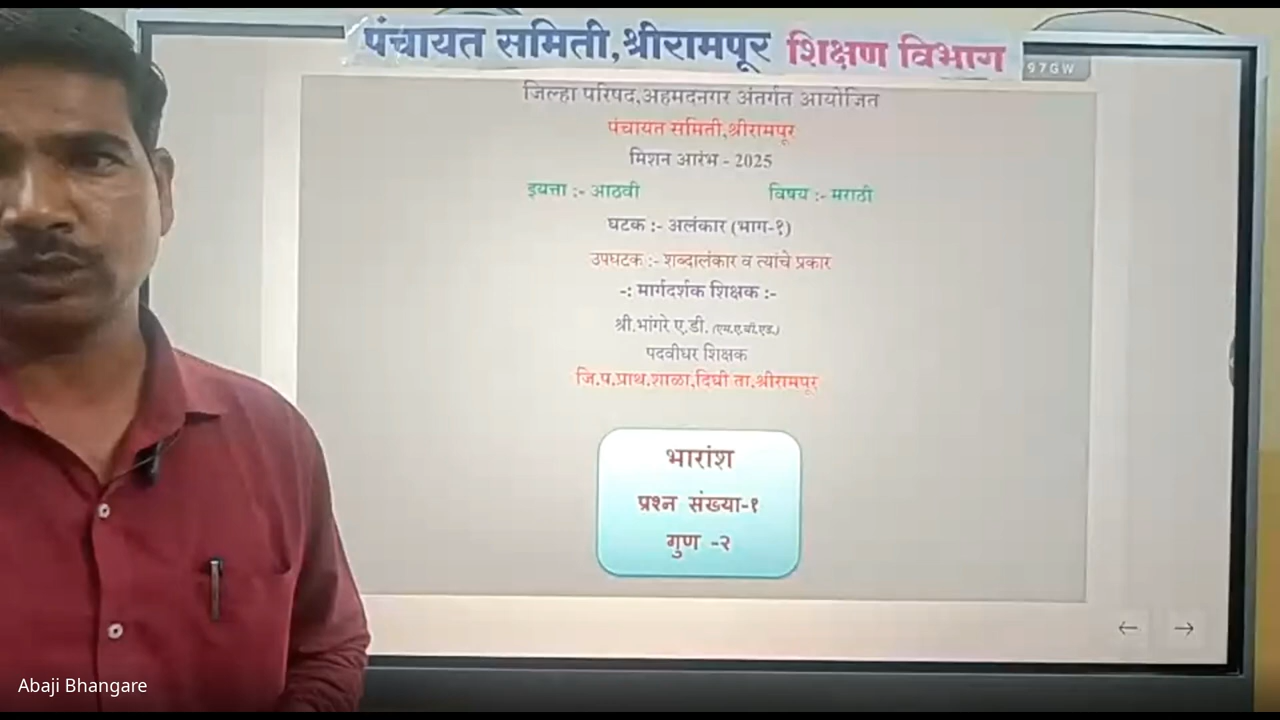 पंचायत समिती,श्रीरामपूर शिक्षण विभाग
97GW
जिल्हा परिषद,अहमदनगर अंतर्गत आयोजित
पंचायत समिती,श्रीरामपूर
मिशन आरंभ - 2025
इयत्ता :- आठवी विषय :- मराठी
घटक :- अलंकार (भाग-१)
उपघटक :- शब्दालंकार व त्यांचे प्रकार
-: मार्गदर्शक शिक्षक :-
श्री.भांगरे ए.डी. (एम.ए.बी.एड.)
पदवीधर शिक्षक
जि.प.प्राथ.शाळा,दिघी ता.श्रीरामपूर
भारांश
प्रश्न संख्या-१
गुण -२
Abaji Bhangare